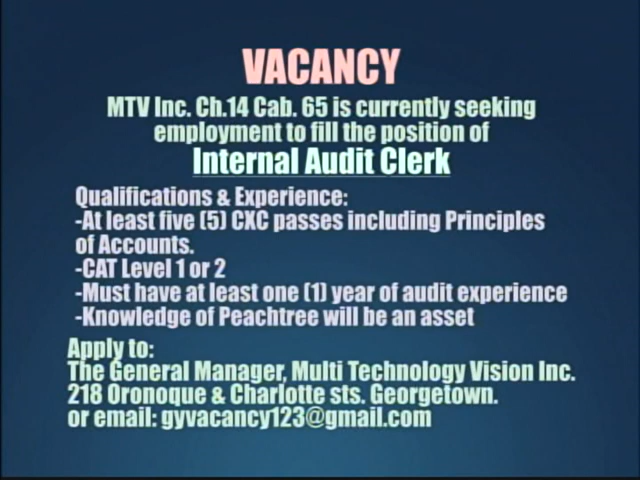 VACANCY
MTV Inc. Ch.14 Cab. 65 is currently seeking
employment to fill the position of
Internal Audit Clerk
Qualifications & Experience:
-At least five (5) CXC passes including Principles
of Accounts.
-CAT Level 1 or 2
-Must have at least one (1) year of audit experience
-Knowledge of Peachtree will be an asset
Apply to:
The General Manager, Multi Technology Vision Inc.
218 Oronoque & Charlotte sts. Georgetown.
or email: gyvacancy123@gmail.com